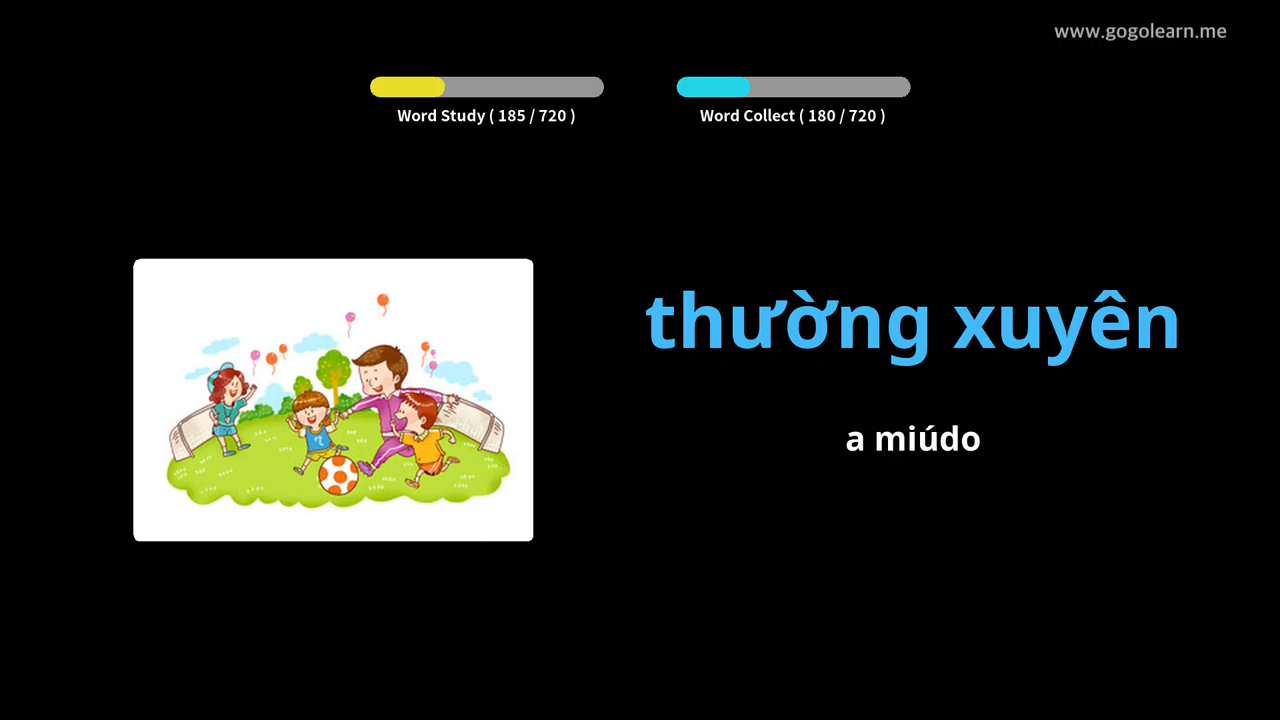 www.gogolearn.me
Word Study ( 185 / 720 )
Word Collect ( 180 / 720 )
thường xuyên
a miúdo